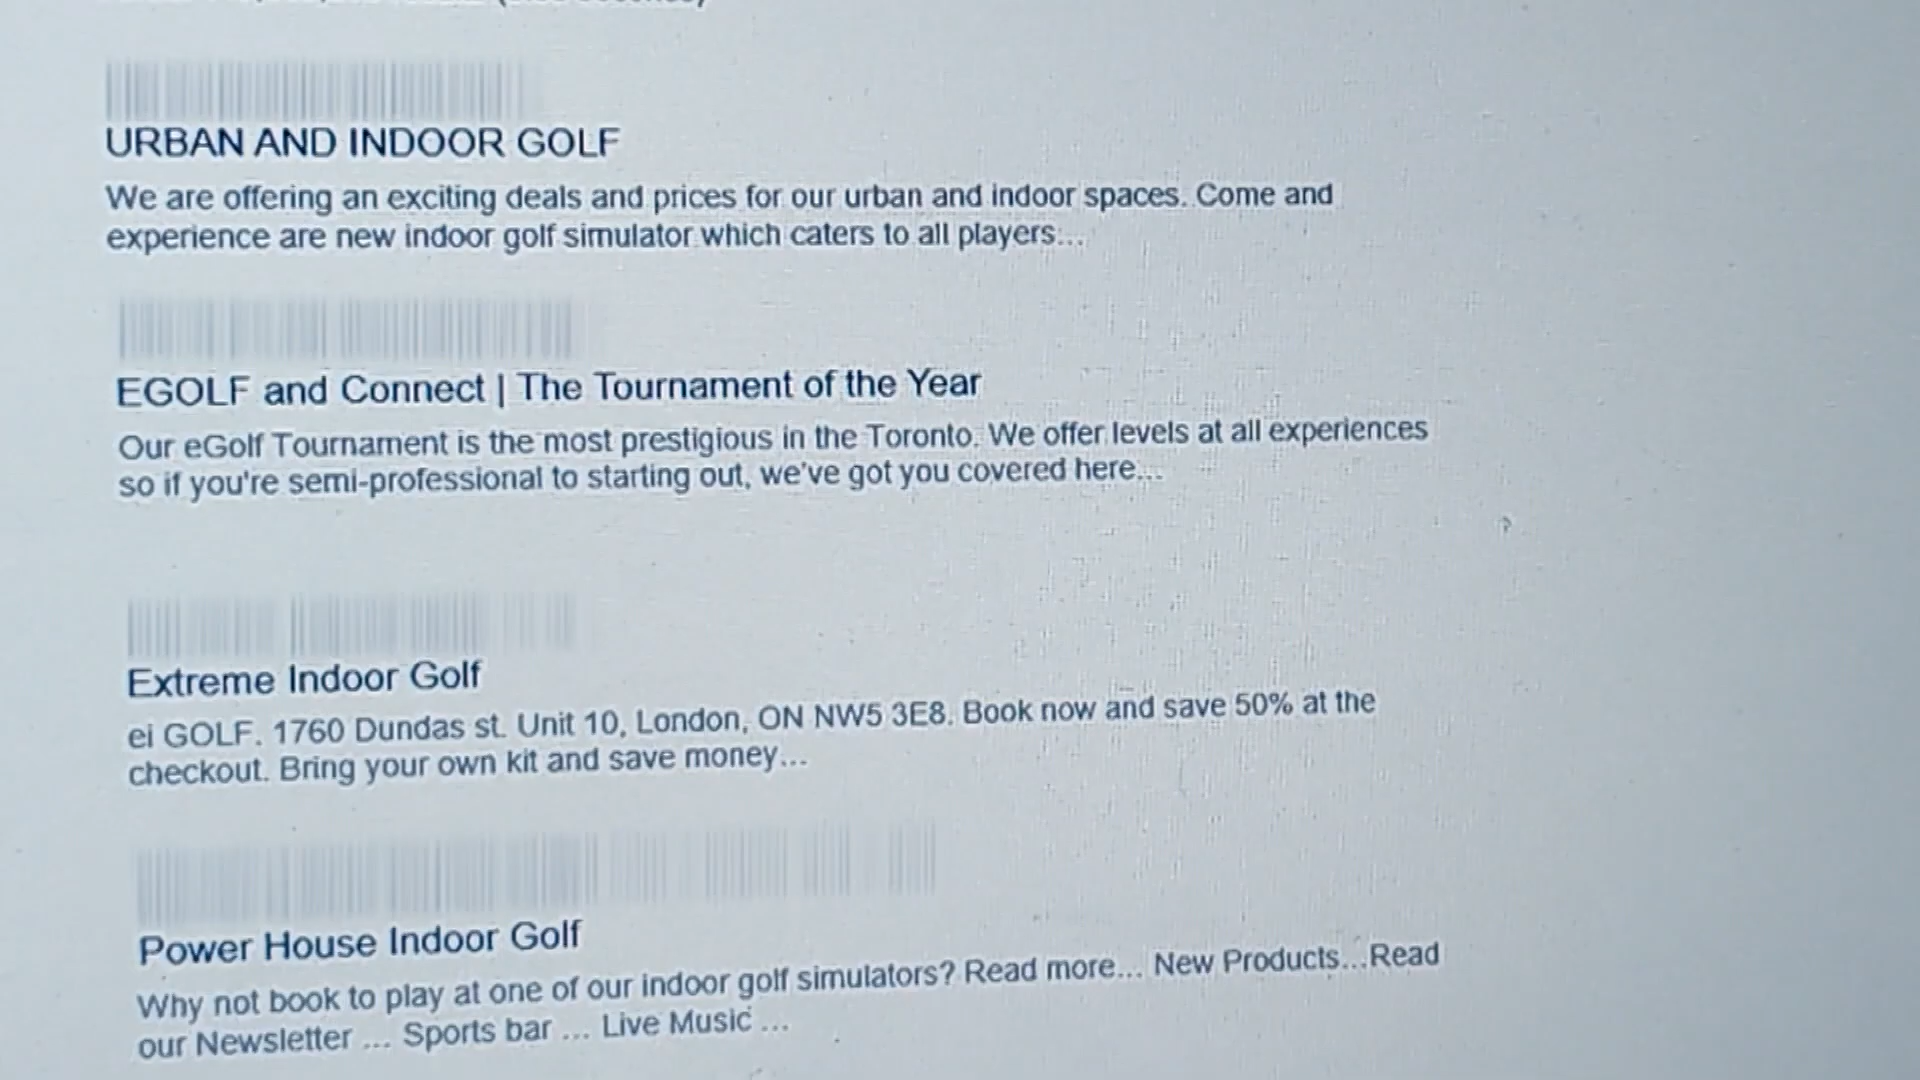 URBAN AND INDOOR GOLF
We are offering an exciting deals and prices for our urban and indoor spaces. Come and
experience are new indoor golf simulator which caters to all players...
EGOLF and Connect | The Tournament of the Year
Our eGolf Tournament is the most prestigious in the Toronto. We offer levels at all experiences
so if you're semi-professional to starting out, we've got you covered here...
Extreme Indoor Golf
ei GOLF. 1760 Dundas st. Unit 10, London, ON NW5 3E8. Book now and save 50% at the
checkout. Bring your own kit and save money...
Power House Indoor Golf
Why not book to play at one of our indoor golf simulators? Read more... New Products...Read
our Newsletter ... Sports bar ... Live Music ...